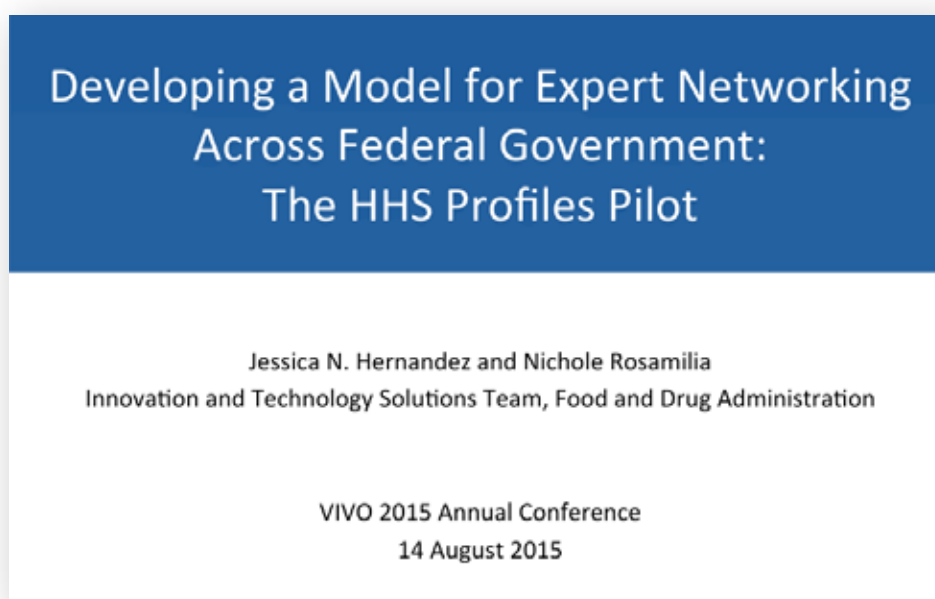 Developing a Model for Expert Networking
Across Federal Government:
The HHS Profiles Pilot
Jessica N. Hernandez and Nichole Rosamilia
Innovation and Technology Solutions Team, Food and Drug Administration
VIVO 2015 Annual Conference
14 August 2015